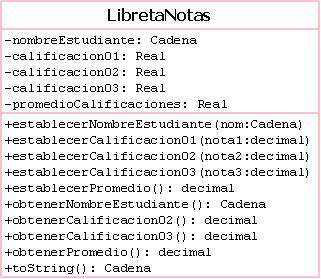 LibretaNotas
-nombreEstudiante: Cadena
-calificacion01: Real
-calificacion02: Real
-calificacion03: Real
-promedioCalificaciones: Real
+establecerNombreEstudiante(nom:Cadena)
+establecerCalificacion01(nota1:decimal)
+establecerCalificacion02(nota2:decimal)
+establecerCalificacion03(nota3:decimal)
+establecerPromedio(): decimal
+obtenerNombreEstudiante(): Cadena
+obtenerCalificacion02(): decimal
+obtenerCalificacion03(): decimal
+obtenerPromedio(): decimal
+toString(): Cadena